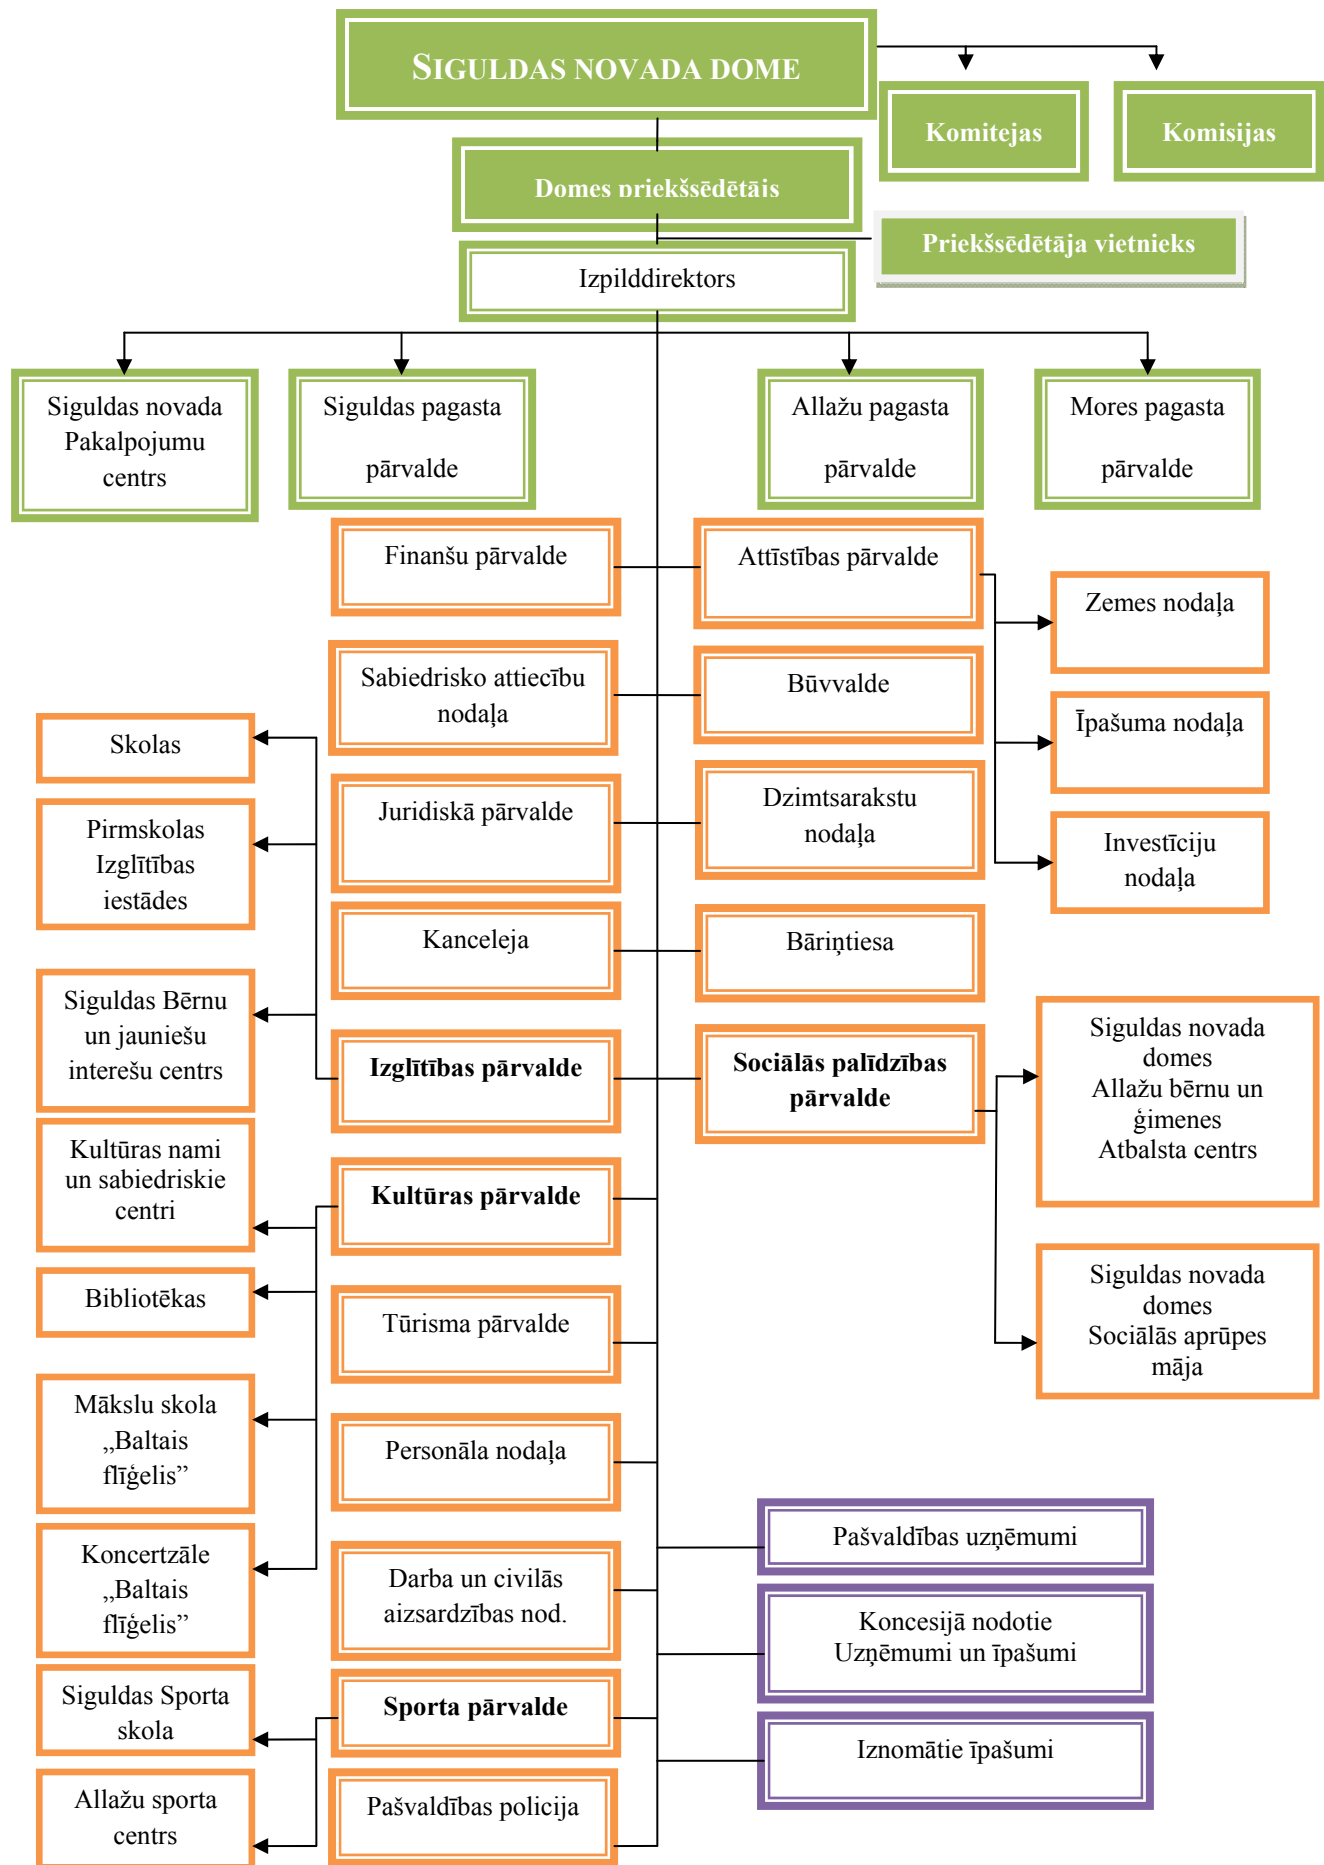 SIGULDAS NOVADA DOME
Komitejas
Komisijas
Domes priekšsēdētājs
Priekšsēdētāja vietnieks
Izpilddirektors
Siguldas novada
Pakalpojumu
centrs
Siguldas pagasta
pārvalde
Allažu pagasta
pārvalde
Mores pagasta
pārvalde
Finanšu pārvalde
Attīstības pārvalde
Zemes nodaļa
Sabiedrisko attiecību
nodaļa
Būvvalde
Īpašuma nodaļa
Skolas
Juridiskā pārvalde
Dzimtsarakstu
nodaļa
Investīciju
nodaļa
Pirmskolas
Izglītības
iestādes
Kanceleja
Bāriņtiesa
Siguldas Bērnu
un jauniešu
interešu centrs
Izglītības pārvalde
Sociālās palīdzības
pārvalde
Siguldas novada
domes
Allažu bērnu un
ģimenes
Atbalsta centrs
Kultūras nami
un sabiedriskie
centri
Kultūras pārvalde
Bibliotēkas
Tūrisma pārvalde
Siguldas novada
domes
Sociālās aprūpes
māja
Mākslu skola
„Baltais
flīģelis”
Personāla nodaļa
Koncertzāle
„Baltais
flīģelis”
Darba un civilās
aizsardzības nod.
Pašvaldības uzņēmumi
Koncesijā nodotie
Uzņēmumi un īpašumi
Siguldas Sporta
skola
Sporta pārvalde
Iznomātie īpašumi
Allažu sporta
centrs
Pašvaldības policija